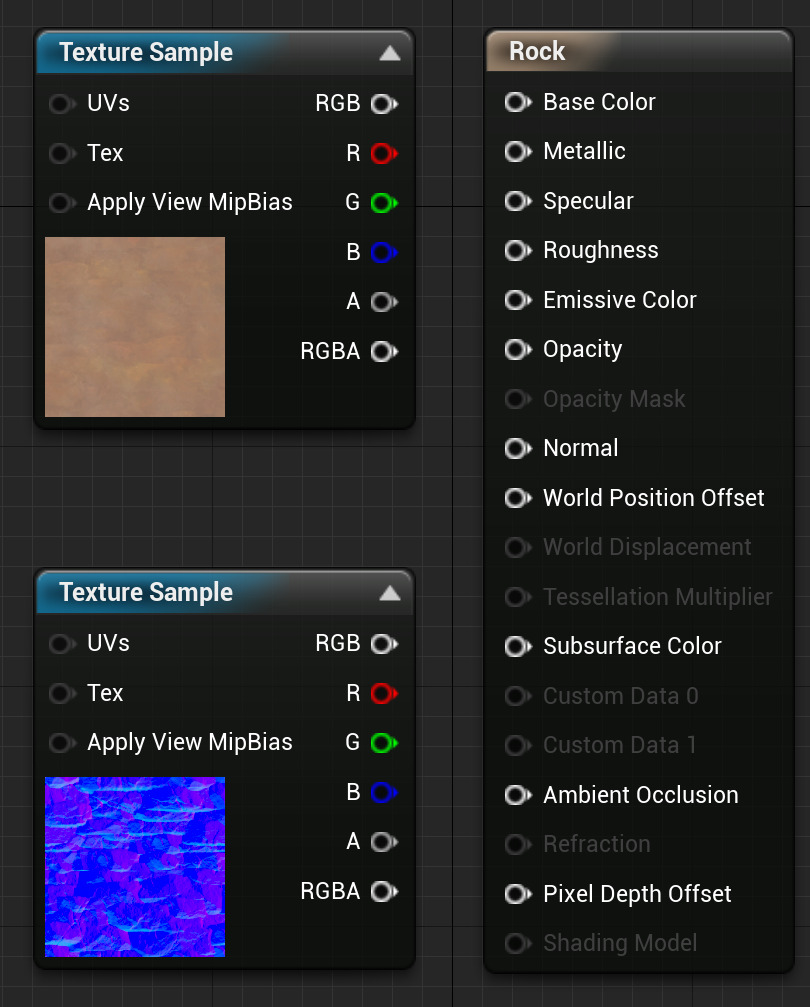 Texture Sample
UVs RGB
Tex R
Apply View MipBias G
B
A
RGBA
Texture Sample
UVs RGB
Tex R
Apply View MipBias G
B
A
RGBA
Rock
Base Color
Metallic
Specular
Roughness
Emissive Color
Opacity
Opacity Mask
Normal
World Position Offset
World Displacement
Tessellation Multiplier
Subsurface Color
Custom Data 0
Custom Data 1
Ambient Occlusion
Refraction
Pixel Depth Offset
Shading Model